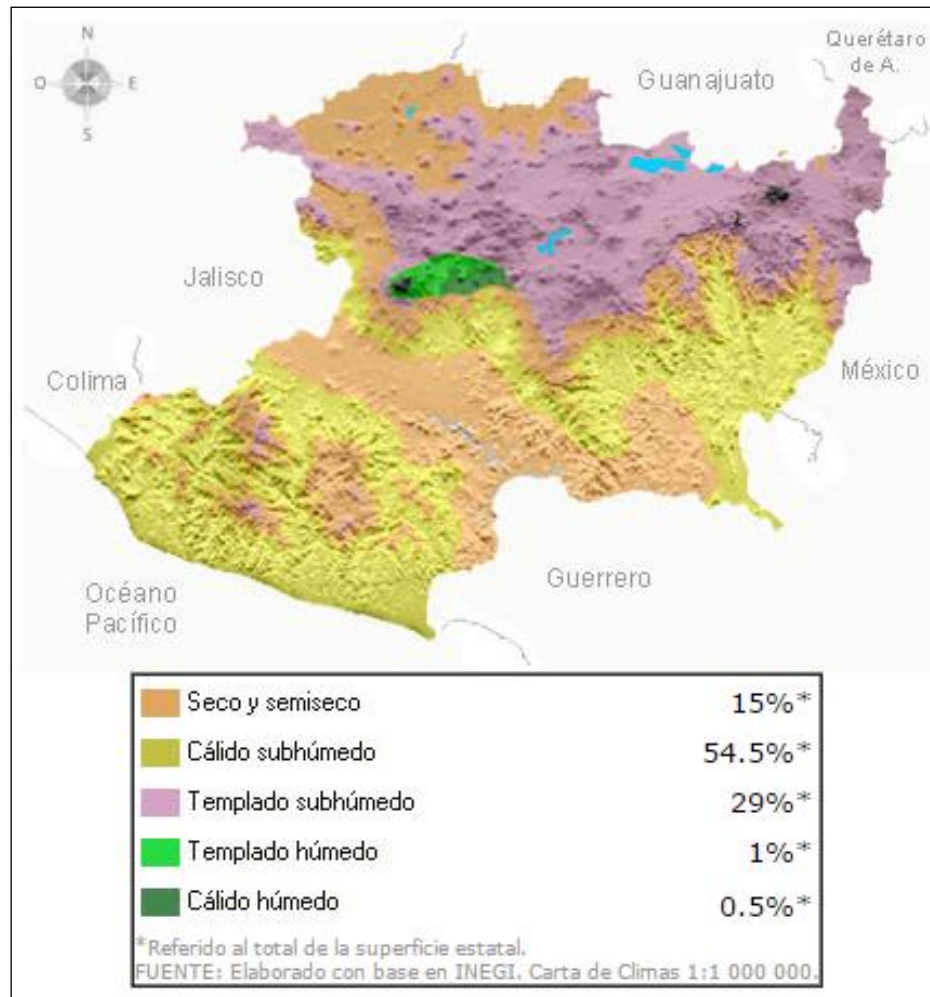 N
O
E
S
Querétaro
de A.
Guanajuato
Jalisco
Colima
México
Guerrero
Océano
Pacífico
Seco y semiseco 15%*
Cálido subhúmedo 54.5%*
Templado subhúmedo 29%*
Templado húmedo 1%*
Cálido húmedo 0.5%*
*Referido al total de la superficie estatal.
FUENTE: Elaborado con base en INEGI. Carta de Climas 1:1 000 000.